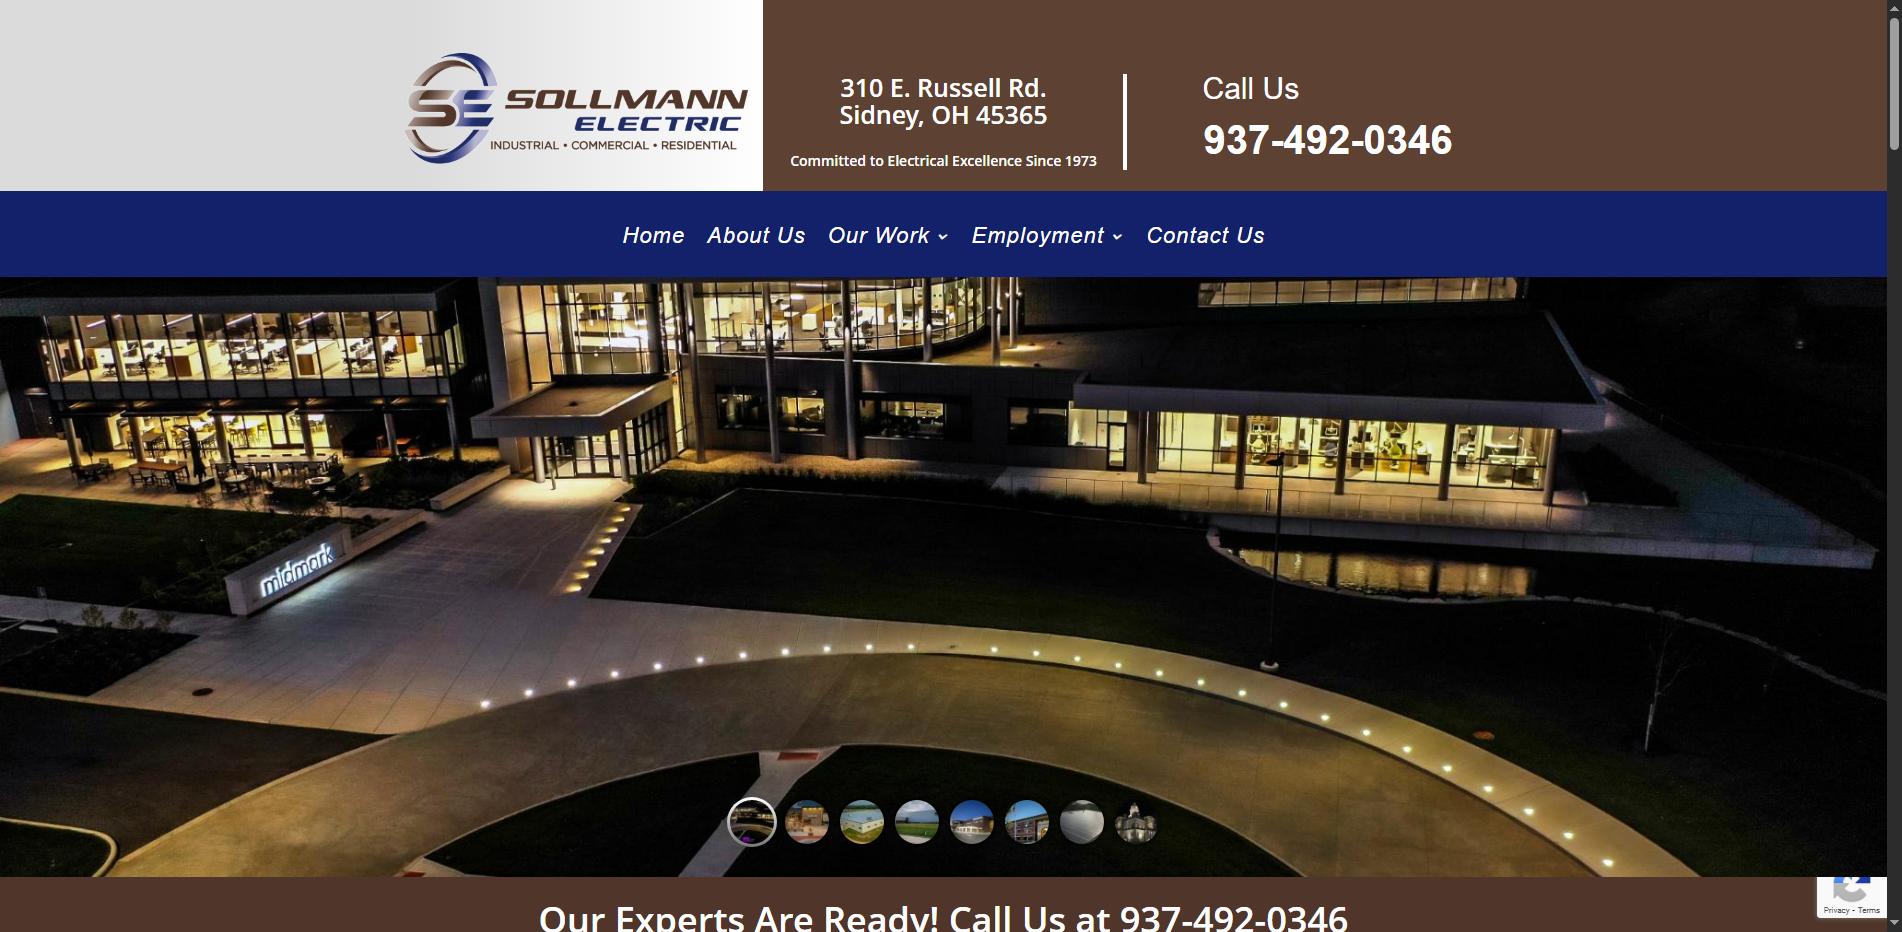 SE SOLLMANN
ELECTRIC
INDUSTRIAL • COMMERCIAL • RESIDENTIAL
310 E. Russell Rd.
Sidney, OH 45365
Committed to Electrical Excellence Since 1973
Call Us
937-492-0346
Home About Us Our Work Employment Contact Us
midmark
Our Experts Are Ready! Call Us at 937-492-0346
Privacy - Terms